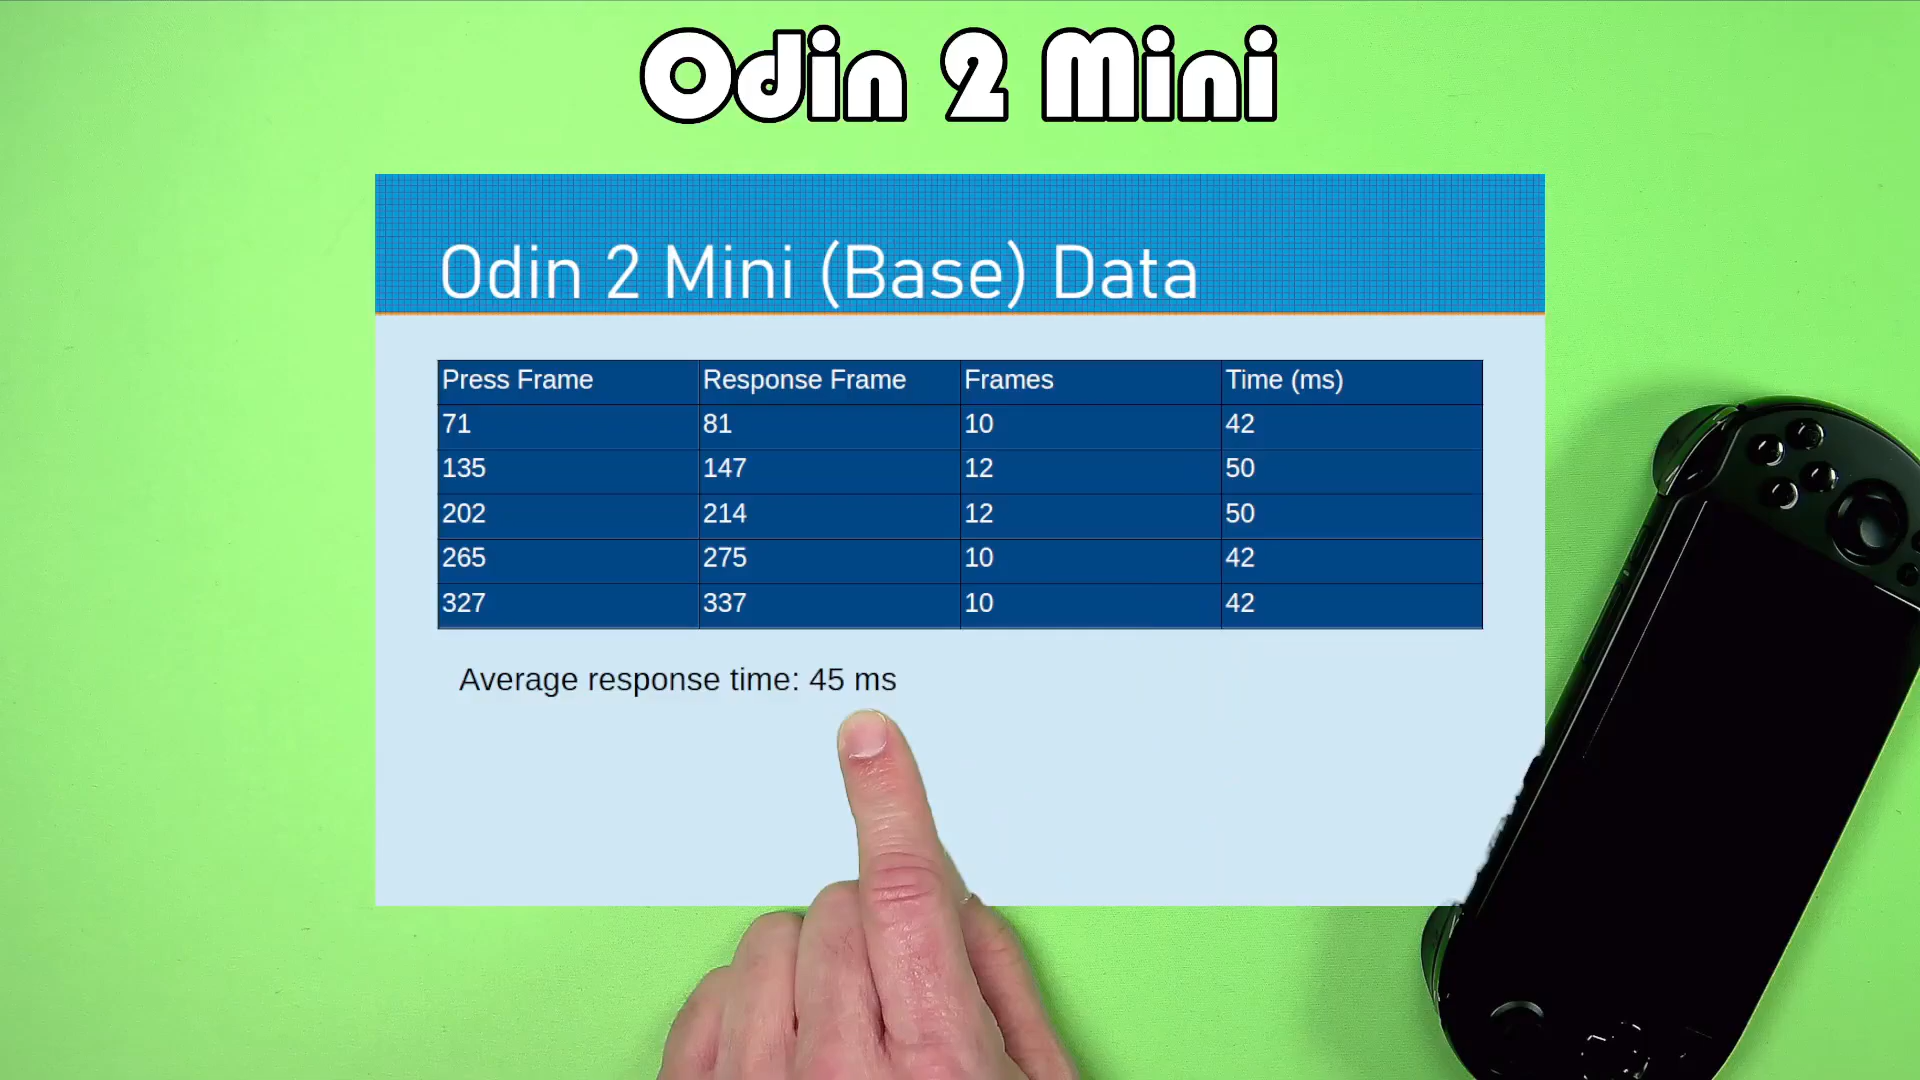 Odin 2 Mini
Odin 2 Mini (Base) Data
Press Frame Response Frame Frames Time (ms)
71 81 10 42
135 147 12 50
202 214 12 50
265 275 10 42
327 337 10 42
Average response time: 45 ms